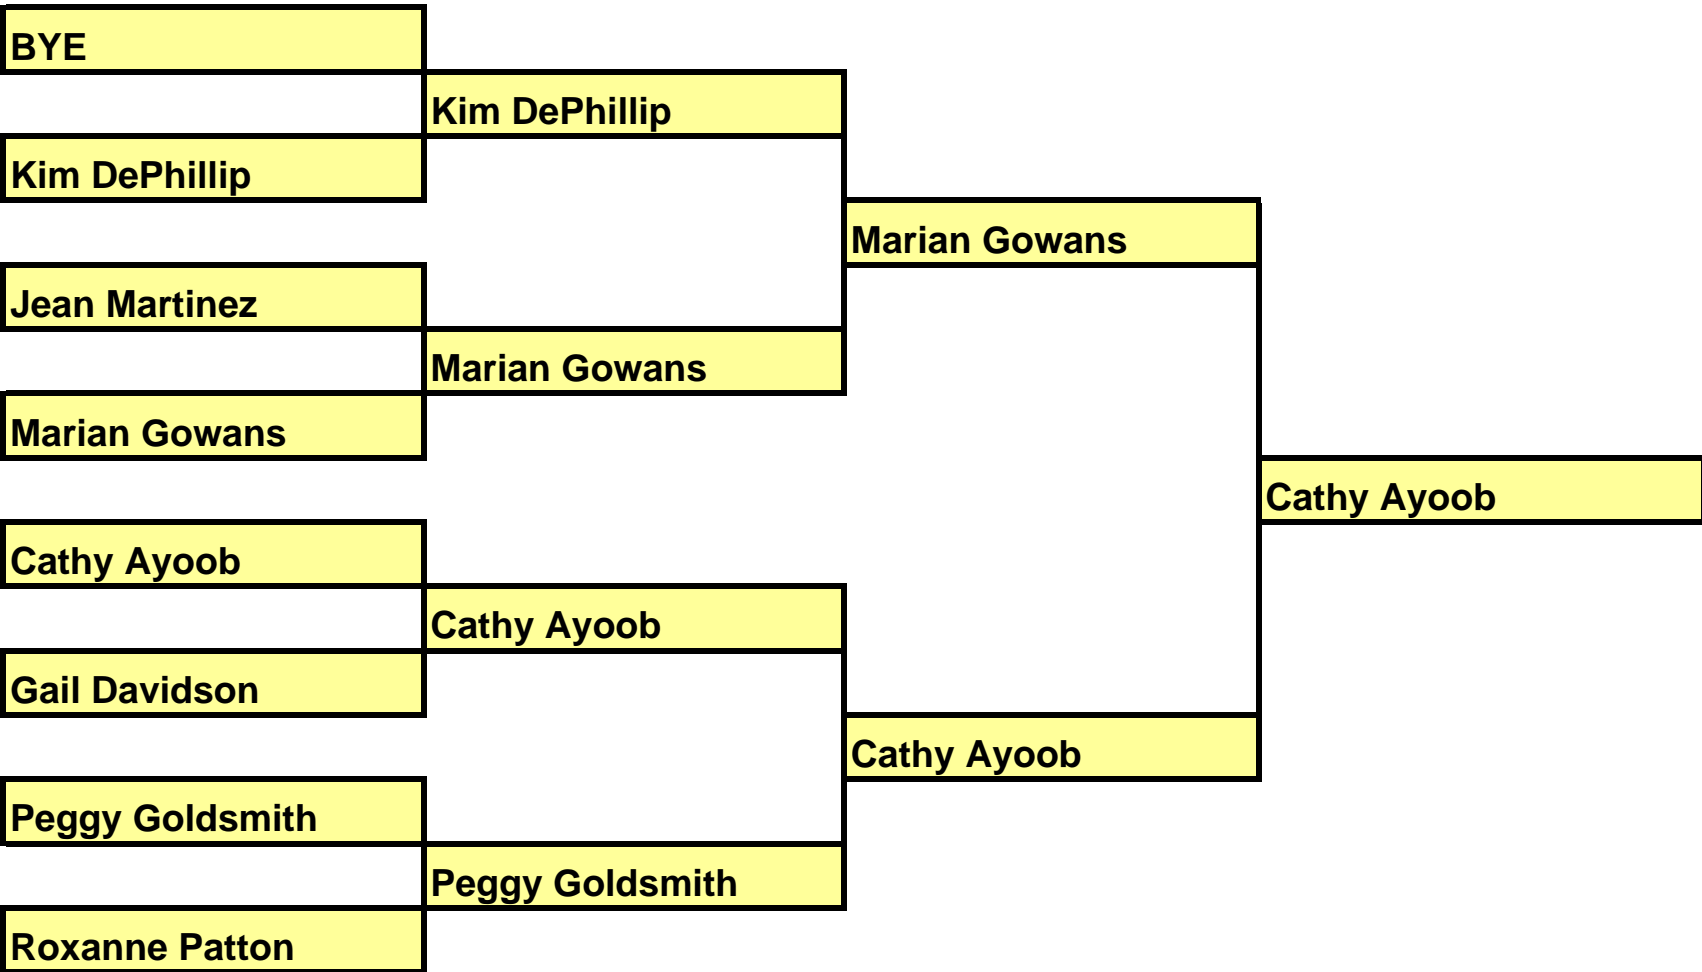 BYE
Kim DePhillip
Kim DePhillip
Marian Gowans
Jean Martinez
Marian Gowans
Marian Gowans
Cathy Ayoob
Cathy Ayoob
Cathy Ayoob
Gail Davidson
Cathy Ayoob
Peggy Goldsmith
Peggy Goldsmith
Roxanne Patton